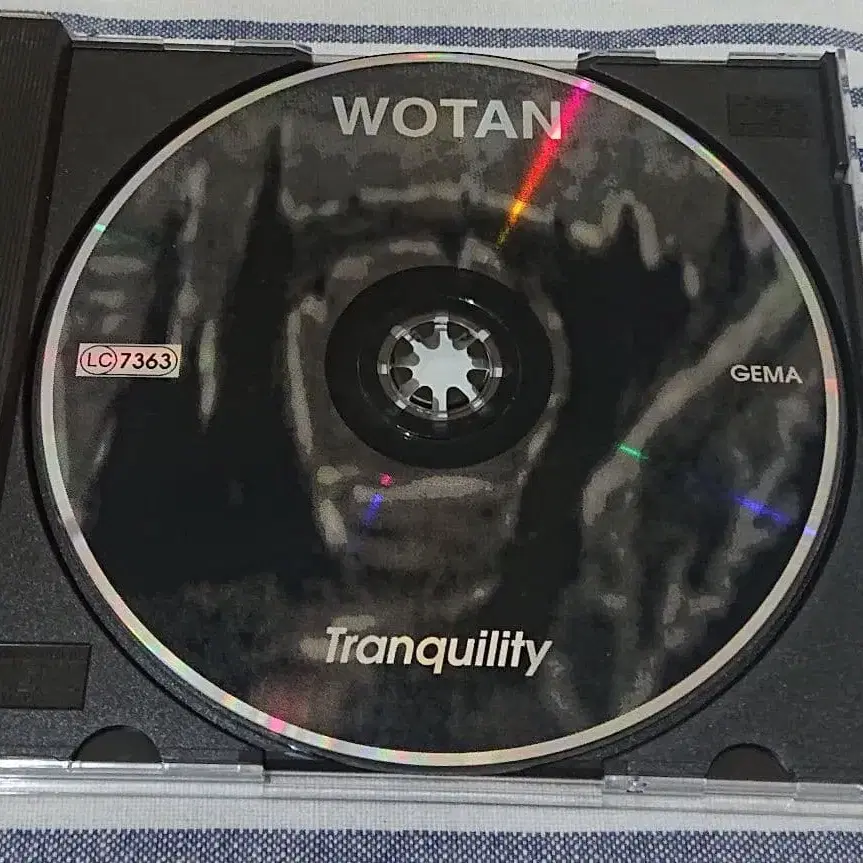 WOTAN
LC 7363
GEMA
Tranquility